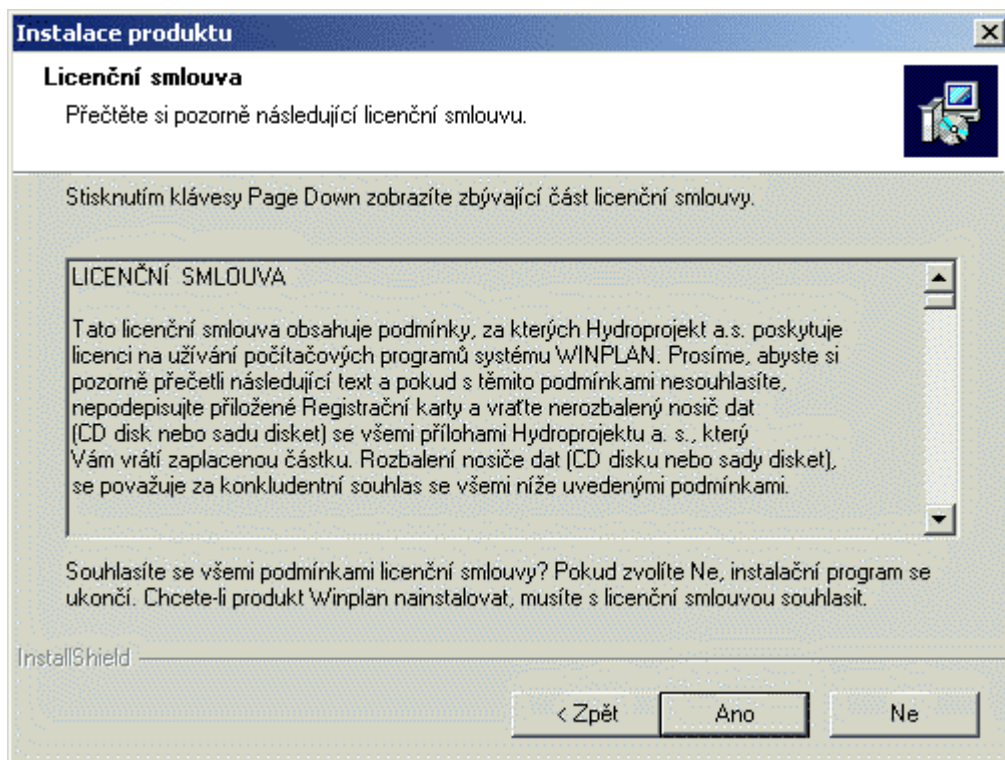 Instalace produktu
Licenční smlouva
Přečtěte si pozorně následující licenční smlouvu.
Stisknutím klávesy Page Down zobrazíte zbývající část licenční smlouvy.
LICENČNÍ SMLOUVA
Tato licenční smlouva obsahuje podmínky, za kterých Hydroprojekt a.s. poskytuje
licenci na užívání počítačových programů systému WINPLAN. Prosíme, abyste si
pozorně přečetli následující text a pokud s těmito podmínkami nesouhlasíte,
nepodepisujte přiložené Registrační karty a vraťte nerozbalený nosič dat
(CD disk nebo sadu disket) se všemi přílohami Hydroprojektu a. s., který
Vám vrátí zaplacenou částku. Rozbalení nosiče dat (CD disku nebo sady disket),
se považuje za konkludentní souhlas se všemi níže uvedenými podmínkami.
Souhlasíte se všemi podmínkami licenční smlouvy? Pokud zvolíte Ne, instalační program se
ukončí. Chcete-li produkt Winplan nainstalovat, musíte s licenční smlouvou souhlasit.
InstallShield
< Zpět
Ano
Ne